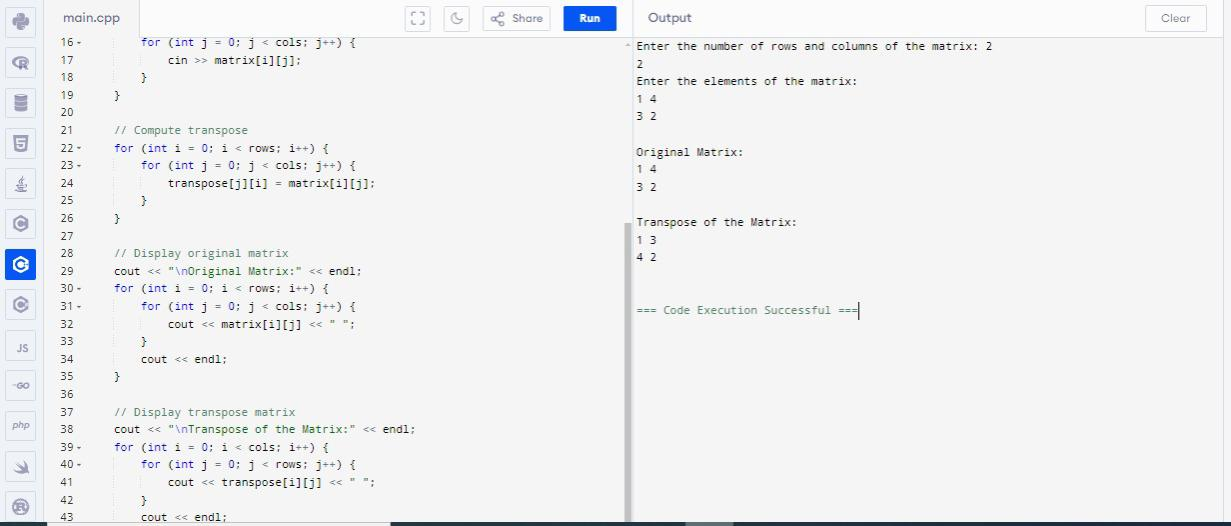 main.cpp
Share
Run
Output
Clear
16 for (int j = 0; j < cols; j++) {
17 cin >> matrix[i][j];
18 }
19 }
20
21 // Compute transpose
22 for (int i = 0; i < rows; i++) {
23 for (int j = 0; j < cols; j++) {
24 transpose[j][i] = matrix[i][j];
25 }
26 }
27
28 // Display original matrix
29 cout << "\nOriginal Matrix:" << endl;
30 for (int i = 0; i < rows; i++) {
31 for (int j = 0; j < cols; j++) {
32 cout << matrix[i][j] << " ";
33 }
34 cout << endl;
35 }
36
37 // Display transpose matrix
38 cout << "\nTranspose of the Matrix:" << endl;
39 for (int i = 0; i < cols; i++) {
40 for (int j = 0; j < rows; j++) {
41 cout << transpose[i][j] << " ";
42 }
43 cout << endl;
Enter the number of rows and columns of the matrix: 2
2
Enter the elements of the matrix:
1 4
3 2
Original Matrix:
1 4
3 2
Transpose of the Matrix:
1 3
4 2
=== Code Execution Successful ===
R
5
C
C
C
JS
GO
php